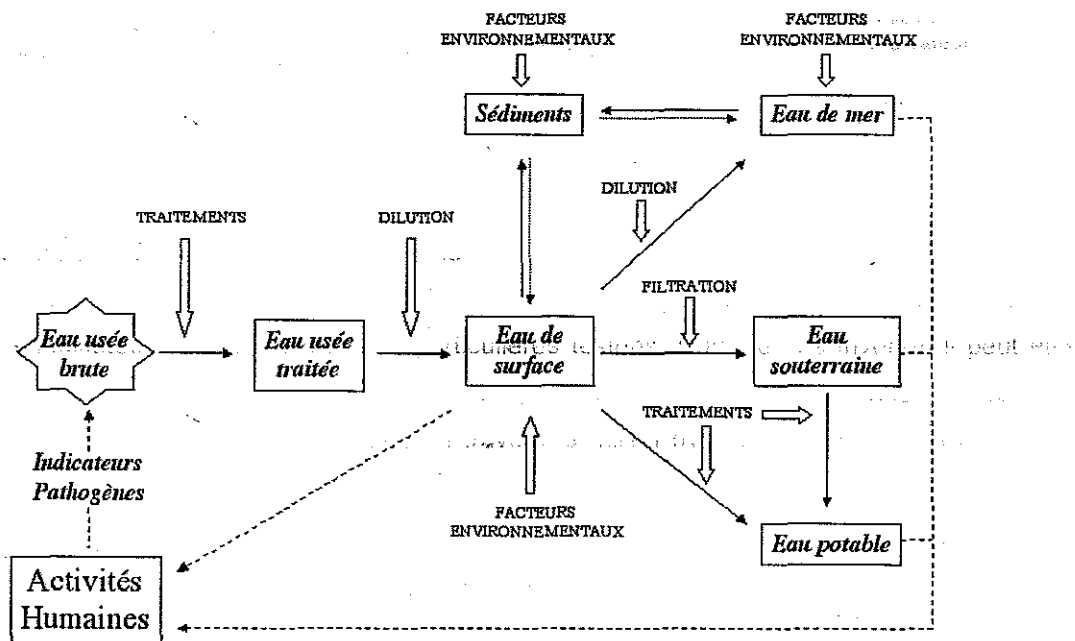 FACTEURS
ENVIRONNEMENTAUX
FACTEURS
ENVIRONNEMENTAUX
Sédiments
Eau de mer
DILUTION
TRAITEMENTS
DILUTION
FILTRATION
Eau usée
brute
Eau usée
traitée
Eau de
surface
Eau
souterraine
TRAITEMENTS
Indicateurs
Pathogènes
FACTEURS
ENVIRONNEMENTAUX
Eau potable
Activités
Humaines